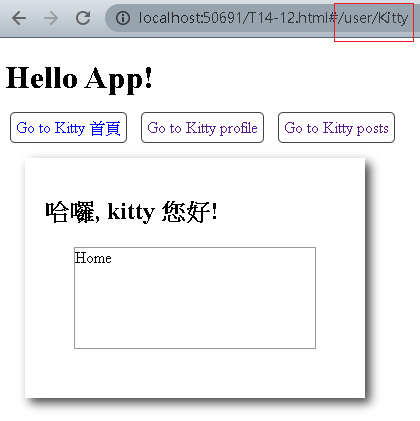 localhost:50691/T14-12.html#/user/Kitty
Hello App!
Go to Kitty 首頁 Go to Kitty profile Go to Kitty posts
哈囉, kitty 您好!
Home